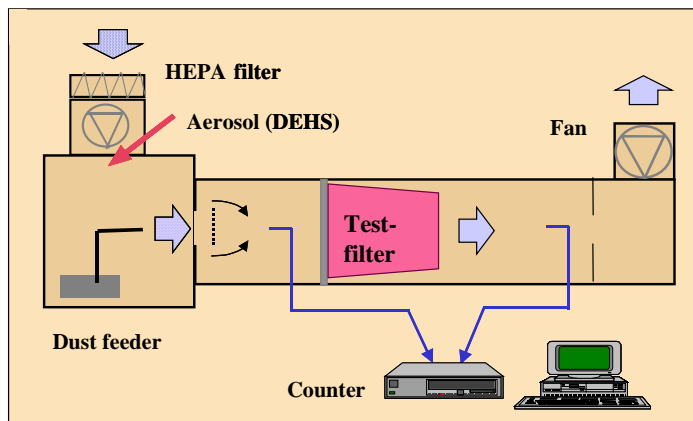 HEPA filter
Aerosol (DEHS)
Fan
Test-
filter
Dust feeder
Counter